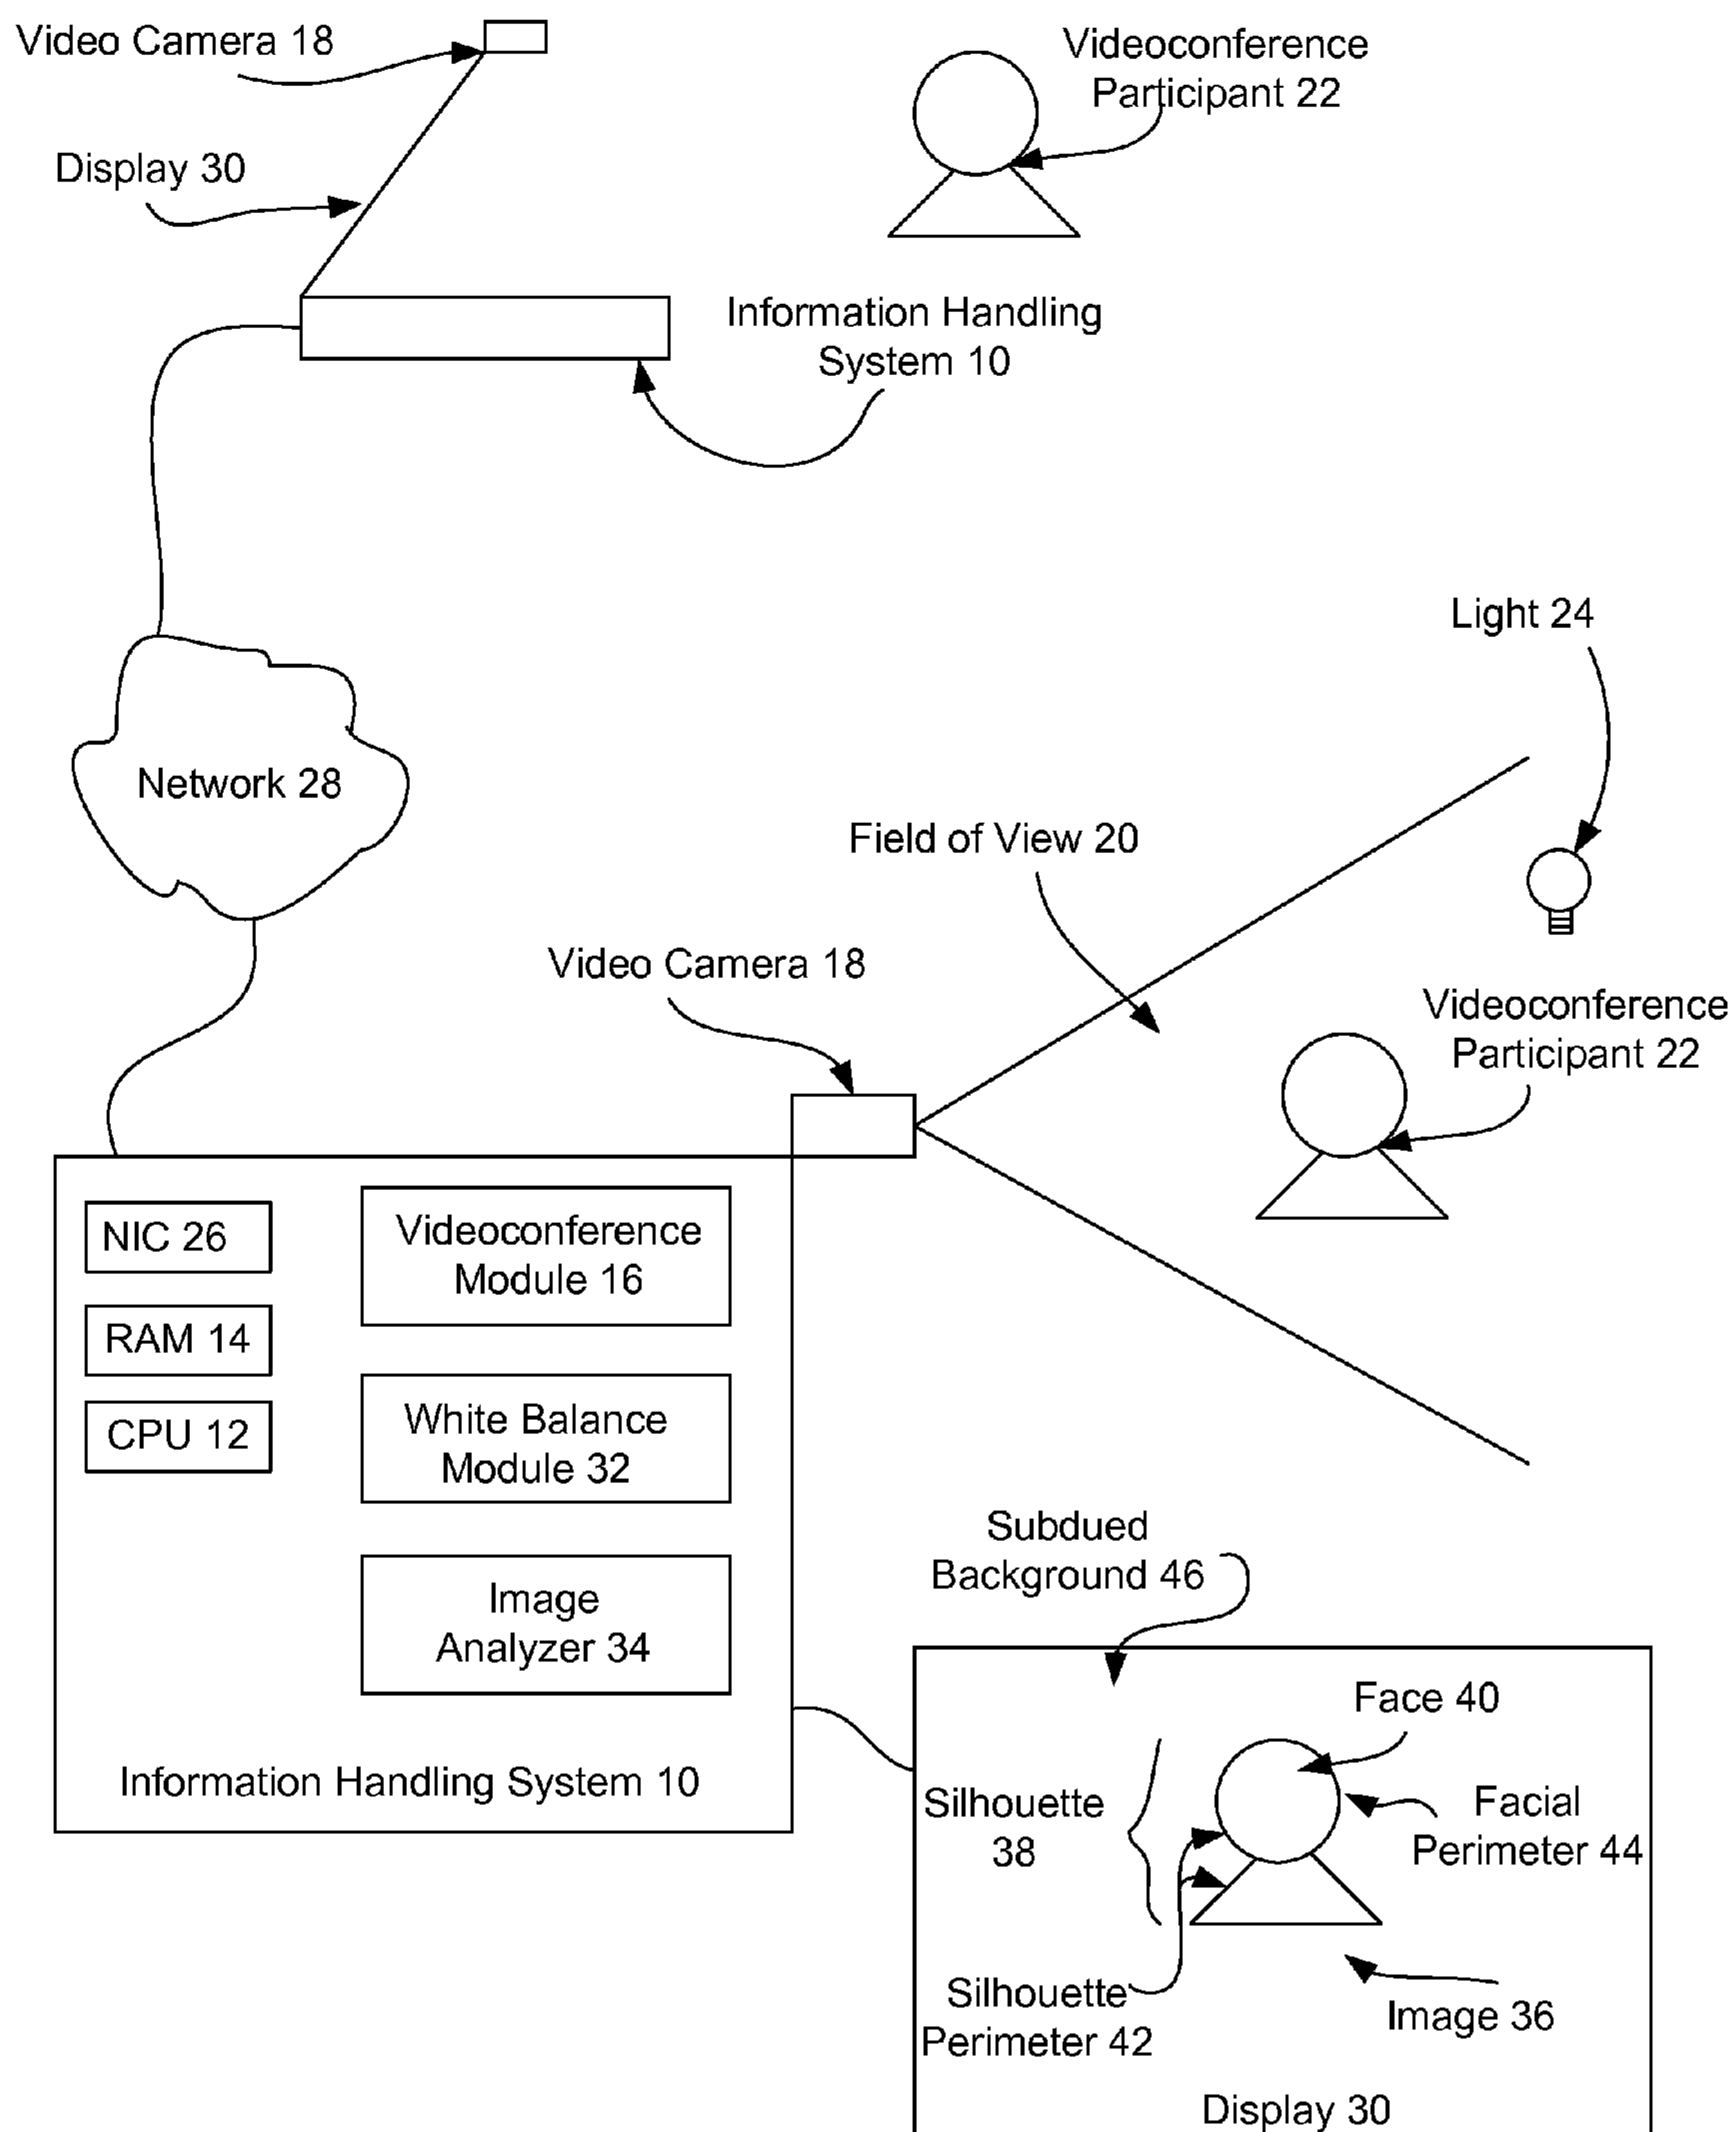 Video Camera 18
Videoconference
Participant 22
Display 30
Information Handling
System 10
Light 24
Network 28
Field of View 20
Video Camera 18
Videoconference
Participant 22
NIC 26
Videoconference
Module 16
RAM 14
CPU 12
White Balance
Module 32
Image
Analyzer 34
Information Handling System 10
Subdued
Background 46
Face 40
Silhouette
38
Facial
Perimeter 44
Silhouette
Perimeter 42
Image 36
Display 30